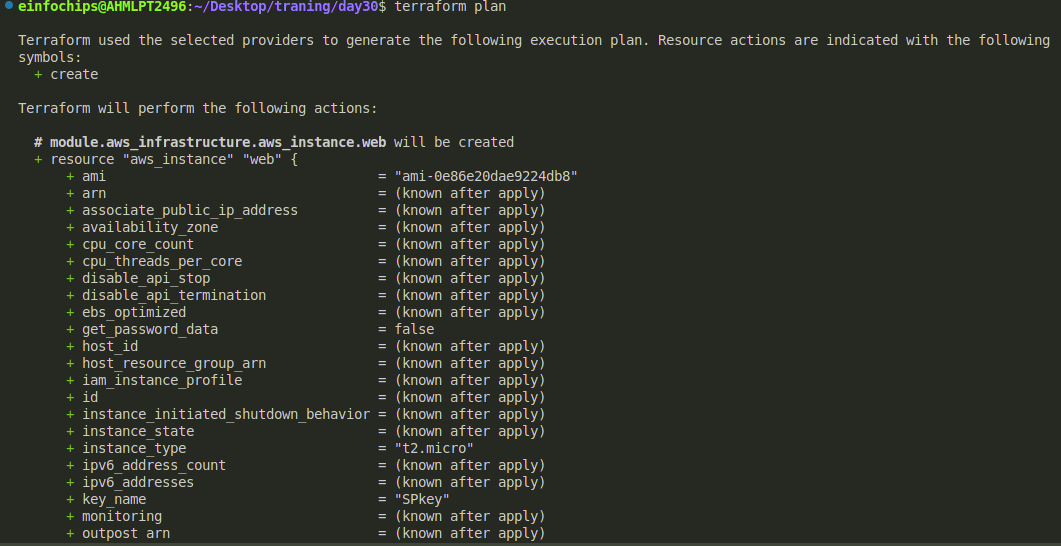 einfochips@AHMLPT2496:~/Desktop/traning/day30$ terraform plan
Terraform used the selected providers to generate the following execution plan. Resource actions are indicated with the following
symbols:
+ create
Terraform will perform the following actions:
# module.aws_infrastructure.aws_instance.web will be created
+ resource "aws_instance" "web" {
+ ami = "ami-0e86e20dae9224db8"
+ arn = (known after apply)
+ associate_public_ip_address = (known after apply)
+ availability_zone = (known after apply)
+ cpu_core_count = (known after apply)
+ cpu_threads_per_core = (known after apply)
+ disable_api_stop = (known after apply)
+ disable_api_termination = (known after apply)
+ ebs_optimized = (known after apply)
+ get_password_data = false
+ host_id = (known after apply)
+ host_resource_group_arn = (known after apply)
+ iam_instance_profile = (known after apply)
+ id = (known after apply)
+ instance_initiated_shutdown_behavior = (known after apply)
+ instance_state = (known after apply)
+ instance_type = "t2.micro"
+ ipv6_address_count = (known after apply)
+ ipv6_addresses = (known after apply)
+ key_name = "SPkey"
+ monitoring = (known after apply)
+ outpost arn = (known after apply)